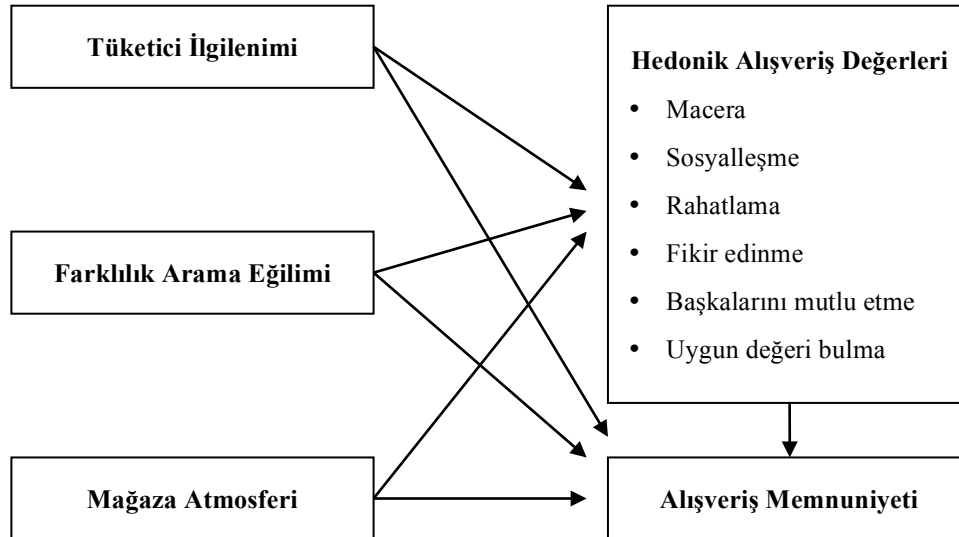 Tüketici İlgilenimi
Farklılık Arama Eğilimi
Mağaza Atmosferi
Hedonik Alışveriş Değerleri
• Macera
• Sosyalleşme
• Rahatlama
• Fikir edinme
• Başkalarını mutlu etme
• Uygun değeri bulma
Alışveriş Memnuniyeti